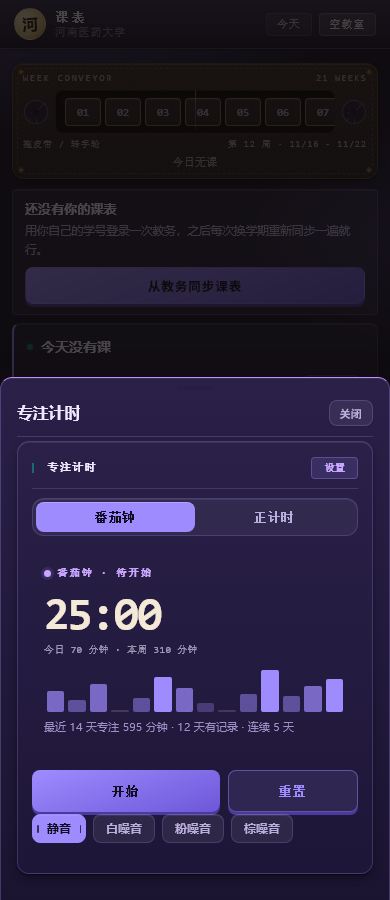 河
课表
河南医药大学
今天
空教室
WEEK CONVEYOR
21 WEEKS
01 02 03 04 05 06 07
拖皮带 / 转手轮
第 12 周 · 11/16 - 11/22
今日无课
还没有你的课表
用你自己的学号登录一次教务，之后每次换学期重新同步一遍就
行。
从教务同步课表
今天没有课
专注计时
关闭
专注计时
设置
番茄钟
正计时
番茄钟 · 待开始
25:00
今日 70 分钟 · 本周 310 分钟
最近 14 天专注 595 分钟 · 12 天有记录 · 连续 5 天
开始
重置
静音
白噪音
粉噪音
棕噪音